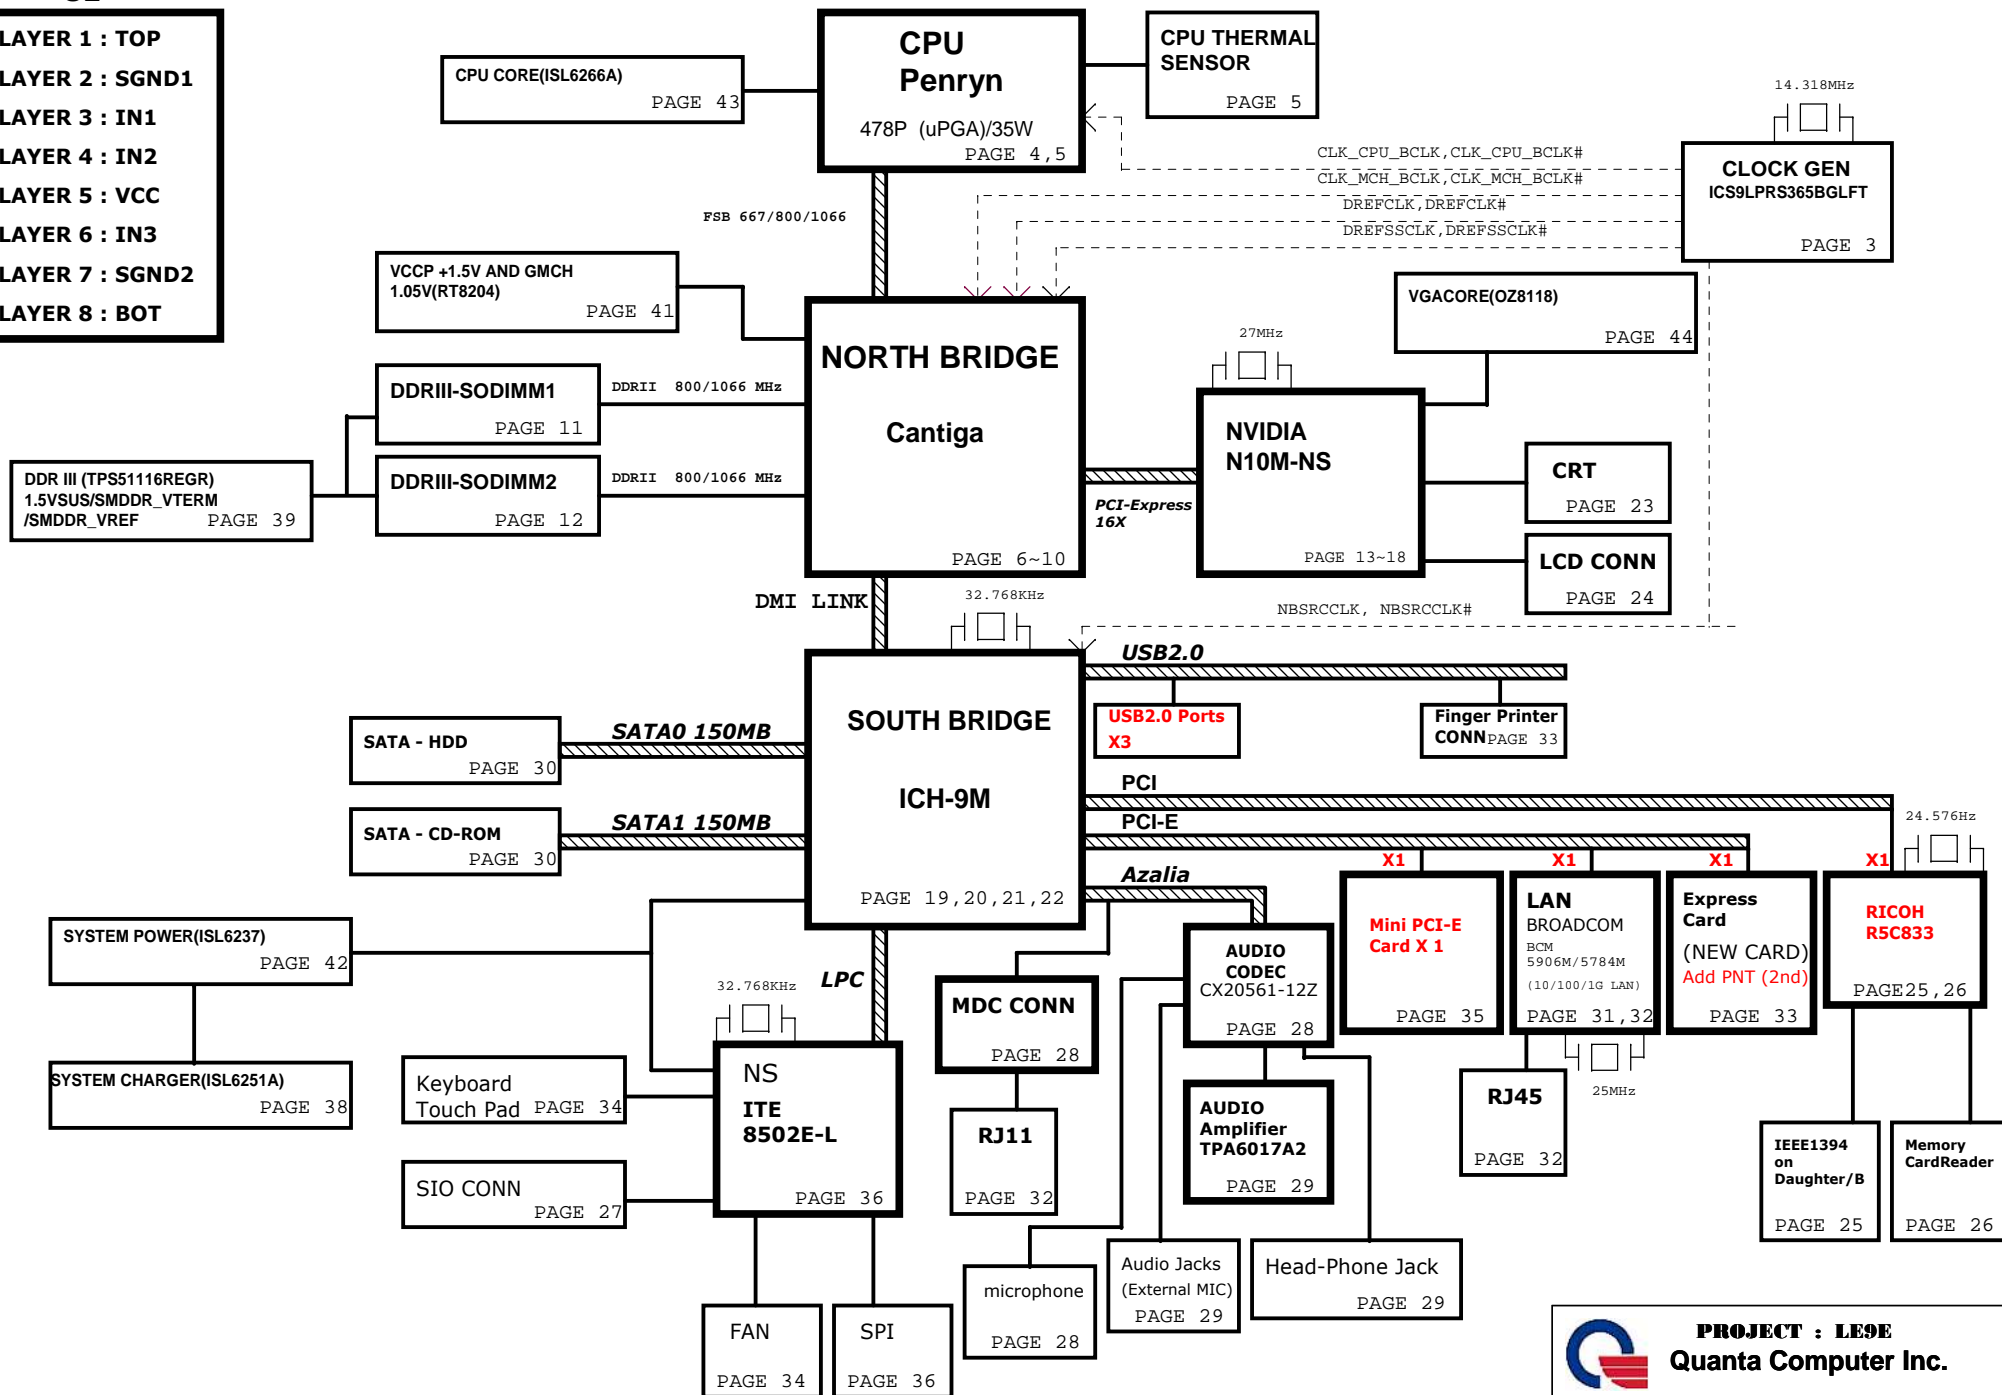 LAYER 1 : TOP
LAYER 2 : SGND1
LAYER 3 : IN1
LAYER 4 : IN2
LAYER 5 : VCC
LAYER 6 : IN3
LAYER 7 : SGND2
LAYER 8 : BOT
CPU CORE(ISL6266A)
PAGE 43
CPU
Penryn
478P (uPGA)/35W
PAGE 4,5
CPU THERMAL
SENSOR
PAGE 5
14.318MHz
CLOCK GEN
ICS9LPRS365BGLFT
PAGE 3
CLK_CPU_BCLK,CLK_CPU_BCLK#
CLK_MCH_BCLK,CLK_MCH_BCLK#
DREFCLK,DREFCLK#
DREFSSCLK,DREFSSCLK#
FSB 667/800/1066
VCCP +1.5V AND GMCH
1.05V(RT8204)
PAGE 41
NORTH BRIDGE
Cantiga
PAGE 6~10
DDRIII-SODIMM1
PAGE 11
DDRII 800/1066 MHz
DDRIII-SODIMM2
PAGE 12
DDRII 800/1066 MHz
DDR III (TPS51116REGR)
1.5VSUS/SMDDR_VTERM
/SMDDR_VREF PAGE 39
VGACORE(OZ8118)
PAGE 44
27MHz
NVIDIA
N10M-NS
PAGE 13~18
PCI-Express
16X
CRT
PAGE 23
LCD CONN
PAGE 24
DMI LINK
32.768KHz
NBSRCCLK, NBSRCCLK#
SOUTH BRIDGE
ICH-9M
PAGE 19,20,21,22
USB2.0
USB2.0 Ports
X3
Finger Printer
CONN PAGE 33
SATA - HDD
PAGE 30
SATA0 150MB
SATA - CD-ROM
PAGE 30
SATA1 150MB
PCI
PCI-E
Azalia
24.576Hz
X1
X1
X1
X1
Mini PCI-E
Card X 1
PAGE 35
LAN
BROADCOM
BCM
5906M/5784M
(10/100/1G LAN)
PAGE 31,32
Express
Card
(NEW CARD)
Add PNT (2nd)
PAGE 33
RICOH
R5C833
PAGE25,26
SYSTEM POWER(ISL6237)
PAGE 42
SYSTEM CHARGER(ISL6251A)
PAGE 38
LPC
32.768KHz
NS
ITE
8502E-L
PAGE 36
Keyboard
Touch Pad PAGE 34
SIO CONN
PAGE 27
FAN
PAGE 34
SPI
PAGE 36
MDC CONN
PAGE 28
RJ11
PAGE 32
AUDIO
CODEC
CX20561-12Z
PAGE 28
AUDIO
Amplifier
TPA6017A2
PAGE 29
microphone
PAGE 28
Audio Jacks
(External MIC)
PAGE 29
Head-Phone Jack
PAGE 29
RJ45
PAGE 32
25MHz
IEEE1394
on
Daughter/B
PAGE 25
Memory
CardReader
PAGE 26
PROJECT : LE9E
Quanta Computer Inc.